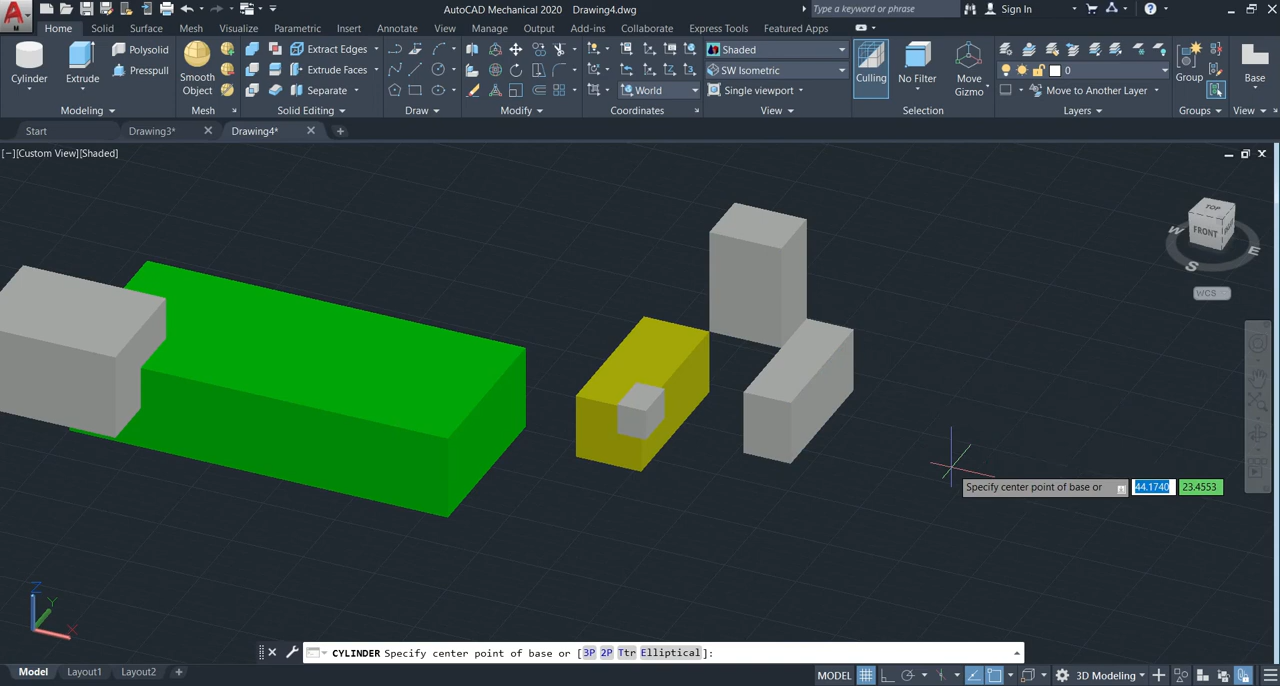 AutoCAD Mechanical 2020 Drawing4.dwg
Type a keyword or phrase
Sign In
Home Solid Surface Mesh Visualize Parametric Insert Annotate View Manage Output Add-ins Collaborate Express Tools Featured Apps
Cylinder
Extrude
Polysolid
Presspull
Smooth
Object
Extract Edges
Extrude Faces
Separate
World
Shaded
SW Isometric
Single viewport
Culling
No Filter
Move
Gizmo
0
Move to Another Layer
Group
Base
Modeling Mesh Solid Editing Draw Modify Coordinates View Selection Layers Groups View
Start Drawing3* Drawing4*
[−][Custom View][Shaded]
TOP
FRONT
W
S
E
WCS
Specify center point of base or 44.1740 23.4553
Z
Y
X
CYLINDER Specify center point of base or [3P 2P Ttr Elliptical]:
Model Layout1 Layout2
MODEL
3D Modeling